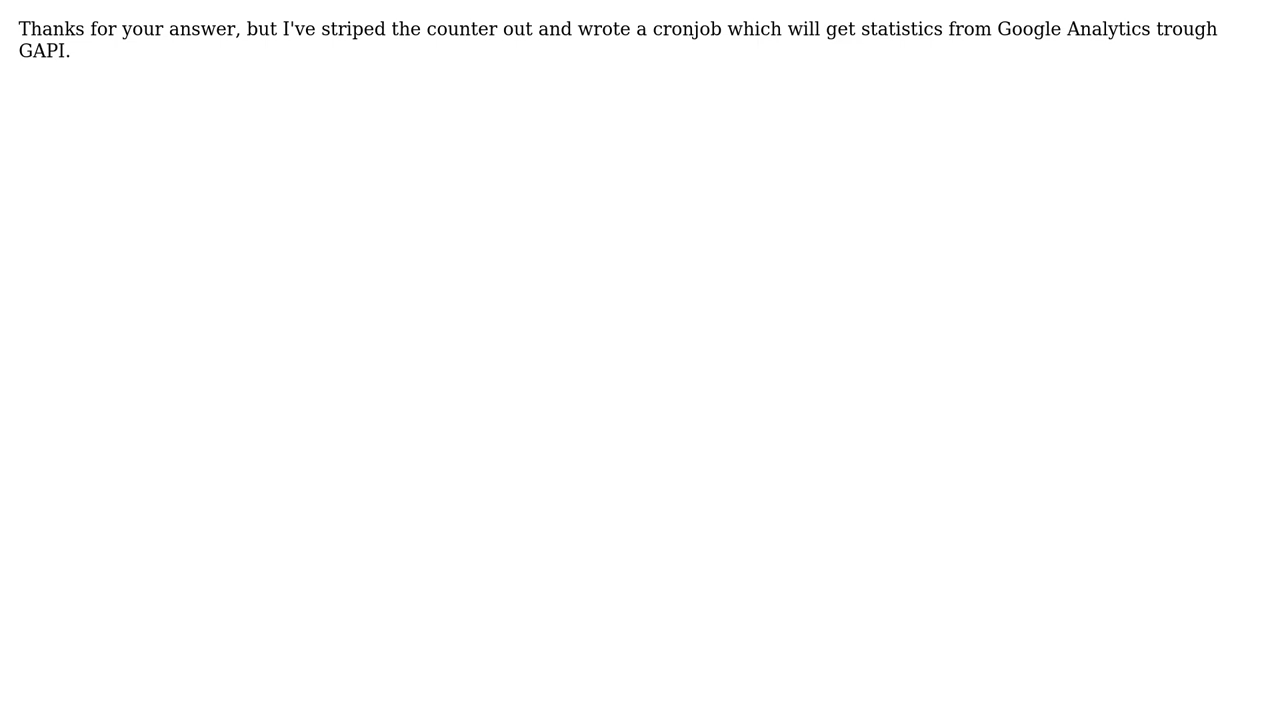 Thanks for your answer, but I've striped the counter out and wrote a cronjob which will get statistics from Google Analytics trough
GAPI.